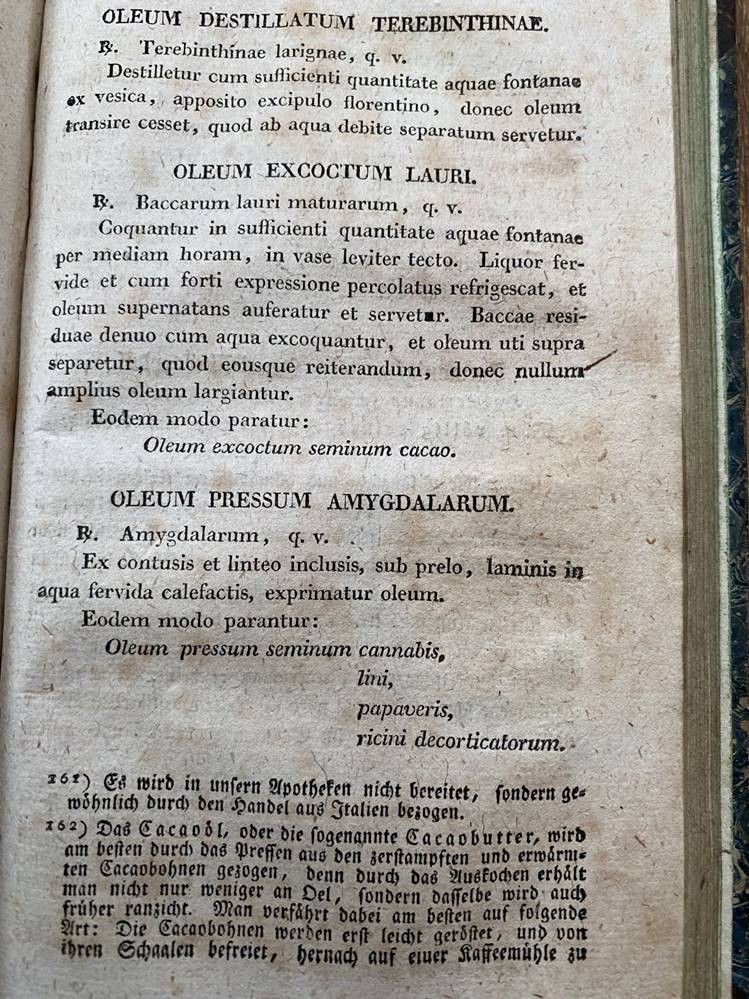 OLEUM DESTILLATUM TEREBINTHINAE.
℞. Terebinthinae larignae, q. v.
Destilletur cum sufficienti quantitate aquae fontanae
ex vesica, apposito excipulo florentino, donec oleum
transire cesset, quod ab aqua debite separatum servetur.
OLEUM EXCOCTUM LAURI.
℞. Baccarum lauri maturarum, q. v.
Coquantur in sufficienti quantitate aquae fontanae
per mediam horam, in vase leviter tecto. Liquor fer-
vide et cum forti expressione percolatus refrigescat, et
oleum supernatans auferatur et servetur. Baccae resi-
duae denuo cum aqua excoquantur, et oleum uti supra
separetur, quod eousque reiterandum, donec nullum
amplius oleum largiantur.
Eodem modo paratur:
Oleum excoctum seminum cacao.
OLEUM PRESSUM AMYGDALARUM.
℞. Amygdalarum, q. v.
Ex contusis et linteo inclusis, sub prelo, laminis in
aqua fervida calefactis, exprimatur oleum.
Eodem modo parantur:
Oleum pressum seminum cannabis,
lini,
papaveris,
ricini decorticatorum.
161) Es wird in unsern Apotheken nicht bereitet, sondern ge-
wöhnlich durch den Handel aus Italien bezogen.
162) Das Cacaoöl, oder die sogenannte Cacaobutter, wird
am besten durch das Pressen aus den zerstampften und erwärm-
ten Cacaobohnen gezogen, denn durch das Auskochen erhält
man nicht nur weniger an Oel, sondern dasselbe wird auch
früher ranzicht. Man verfährt dabei am besten auf folgende
Art: Die Cacaobohnen werden erst leicht geröstet, und von
ihren Schaalen befreiet, hernach auf einer Kaffeemühle zu